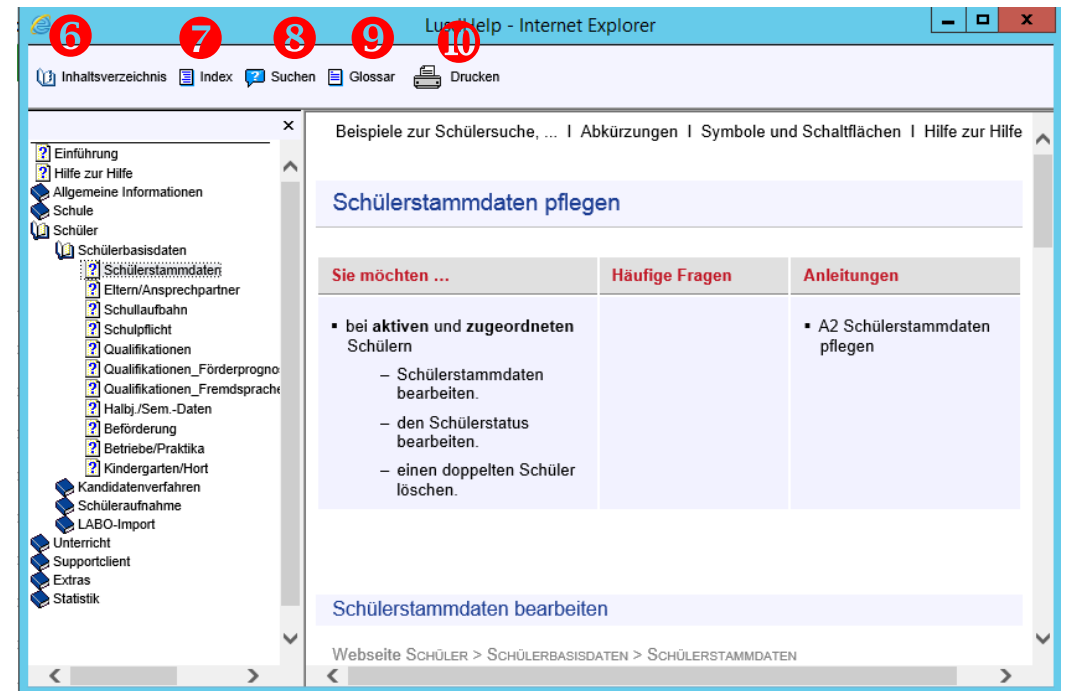 LusdHelp - Internet Explorer
6 7 8 9 10
Inhaltsverzeichnis Index Suchen Glossar Drucken
Einführung
Hilfe zur Hilfe
Allgemeine Informationen
Schule
Schüler
Schülerbasisdaten
Schülerstammdaten
Eltern/Ansprechpartner
Schullaufbahn
Schulpflicht
Qualifikationen
Qualifikationen_Förderprogno
Qualifikationen_Fremdsprache
Halbj./Sem.-Daten
Beförderung
Betriebe/Praktika
Kindergarten/Hort
Kandidatenverfahren
Schüleraufnahme
LABO-Import
Unterricht
Supportclient
Extras
Statistik
Beispiele zur Schülersuche, ... I Abkürzungen I Symbole und Schaltflächen I Hilfe zur Hilfe
Schülerstammdaten pflegen
Sie möchten ... Häufige Fragen Anleitungen
▪ bei aktiven und zugeordneten
Schülern
– Schülerstammdaten
bearbeiten.
– den Schülerstatus
bearbeiten.
– einen doppelten Schüler
löschen.
▪ A2 Schülerstammdaten
pflegen
Schülerstammdaten bearbeiten
Webseite SCHÜLER > SCHÜLERBASISDATEN > SCHÜLERSTAMMDATEN